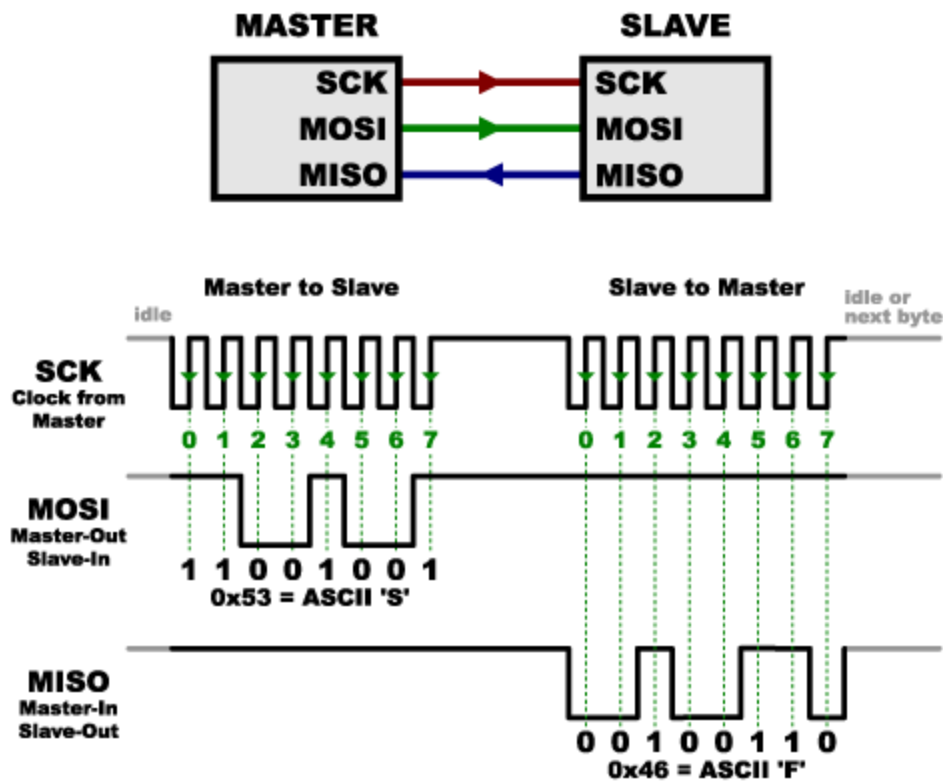 MASTER SLAVE
SCK SCK
MOSI MOSI
MISO MISO
Master to Slave Slave to Master
idle idle or
next byte
SCK
Clock from
Master
0 1 2 3 4 5 6 7 0 1 2 3 4 5 6 7
MOSI
Master-Out
Slave-In
1 1 0 0 1 0 0 1
0x53 = ASCII 'S'
MISO
Master-In
Slave-Out
0 0 1 0 0 1 1 0
0x46 = ASCII 'F'